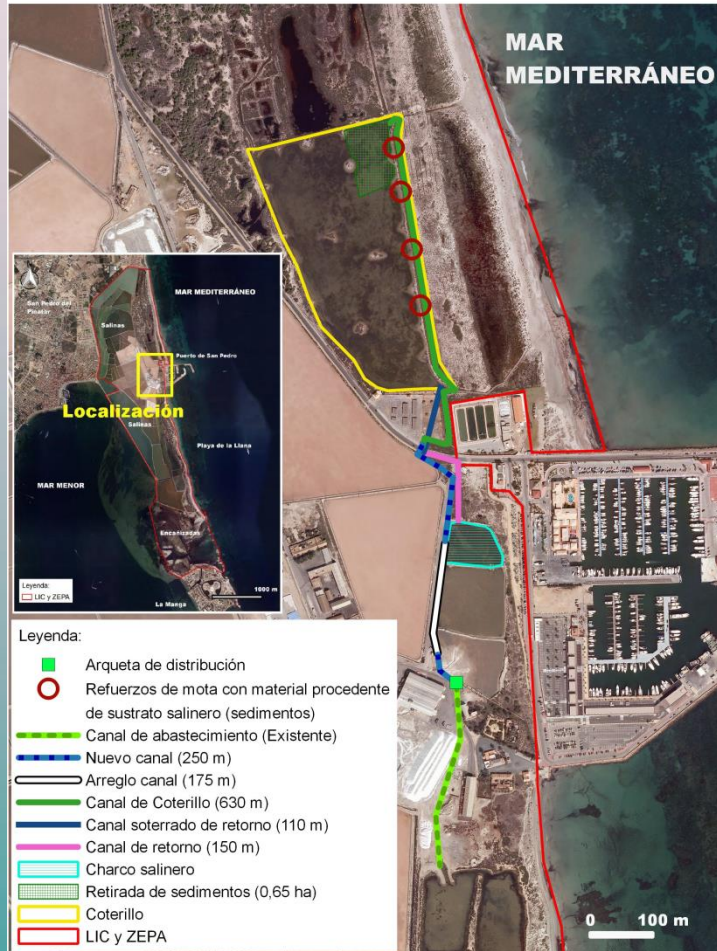 MAR
MEDITERRÁNEO
San Pedro del
Pinatar
MAR MEDITERRÁNEO
Salinas
Puerto de San Pedro
Localización
Salinas
Playa de la Llana
MAR MENOR
Encañizadas
Leyenda:
LIC y ZEPA
La Manga
1000 m
Leyenda:
Arqueta de distribución
Refuerzos de mota con material procedente
de sustrato salinero (sedimentos)
Canal de abastecimiento (Existente)
Nuevo canal (250 m)
Arreglo canal (175 m)
Canal de Coterillo (630 m)
Canal soterrado de retorno (110 m)
Canal de retorno (150 m)
Charco salinero
Retirada de sedimentos (0,65 ha)
Coterillo
LIC y ZEPA
0 100 m